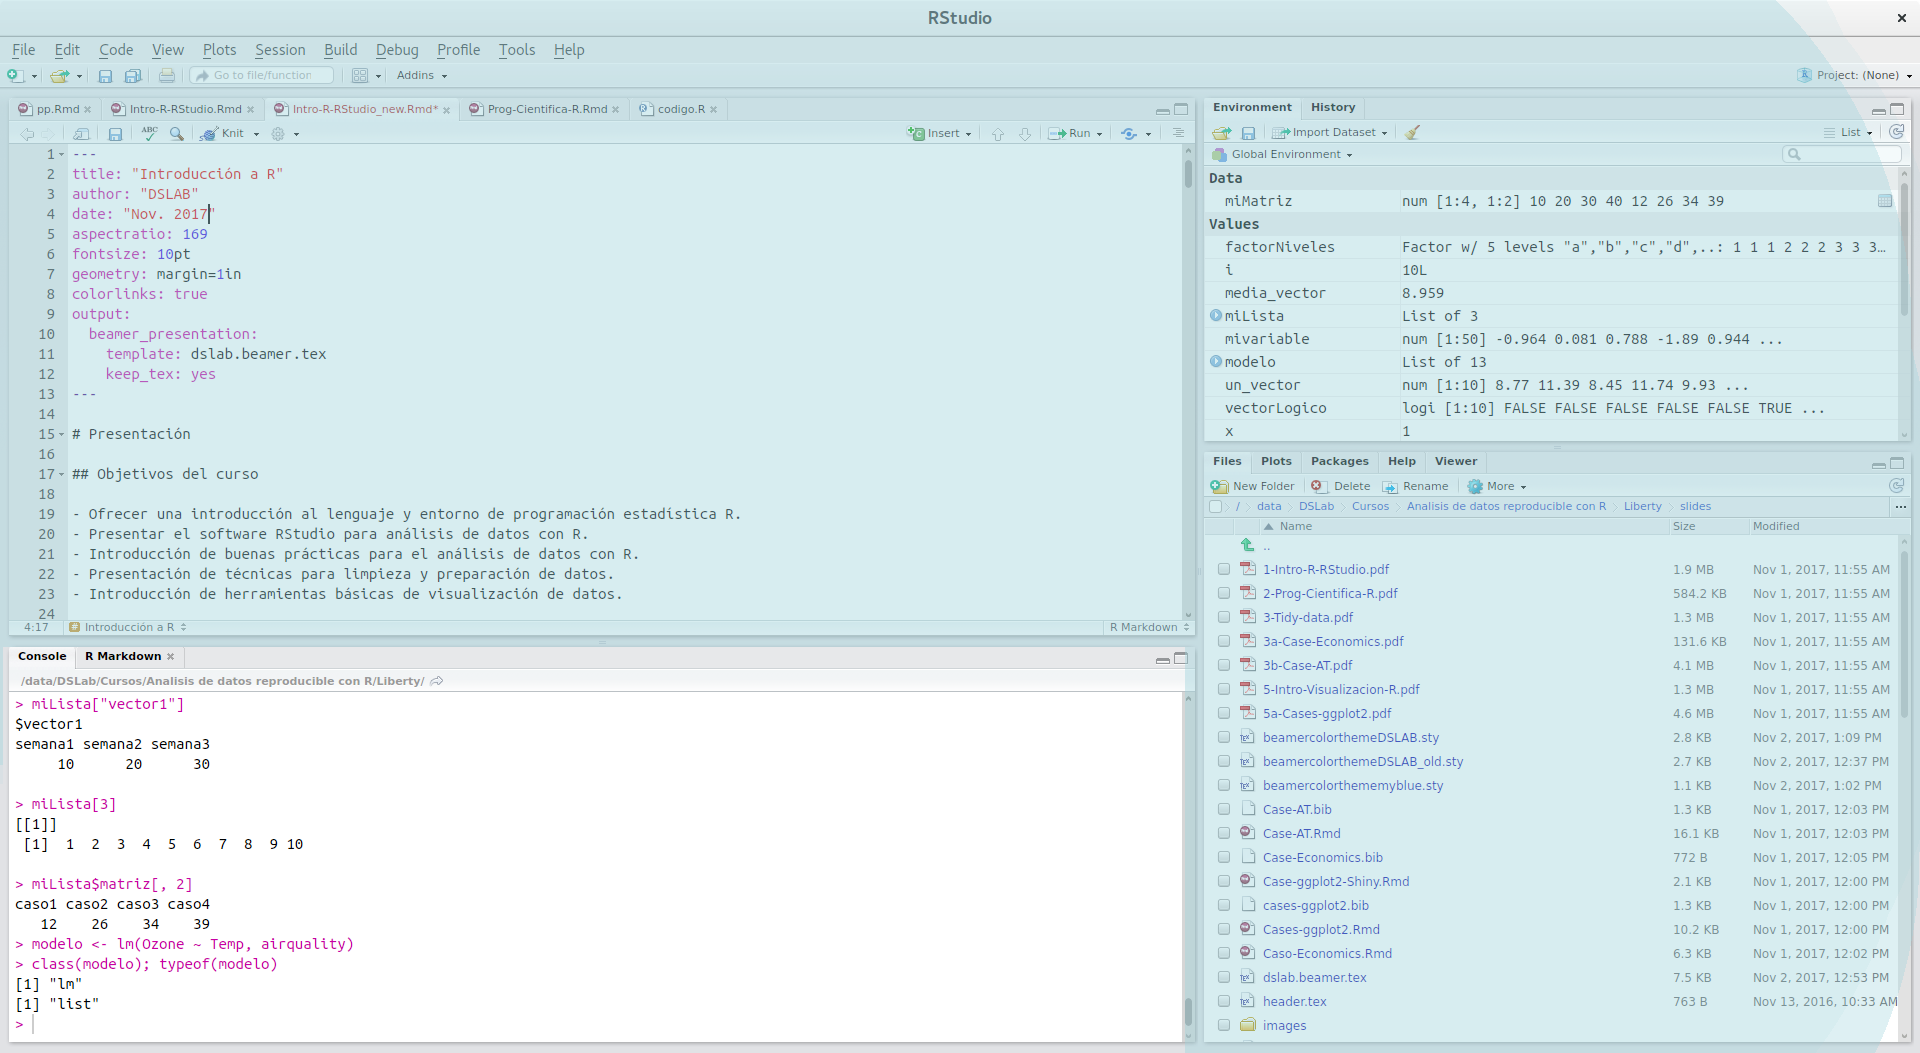 RStudio
File Edit Code View Plots Session Build Debug Profile Tools Help
Go to file/function Addins Project: (None)
pp.Rmd Intro-R-RStudio.Rmd Intro-R-RStudio_new.Rmd* Prog-Cientifica-R.Rmd codigo.R
ABC Knit Insert Run
1 ---
2 title: "Introducción a R"
3 author: "DSLAB"
4 date: "Nov. 2017"
5 aspectratio: 169
6 fontsize: 10pt
7 geometry: margin=1in
8 colorlinks: true
9 output:
10 beamer_presentation:
11 template: dslab.beamer.tex
12 keep_tex: yes
13 ---
14
15 # Presentación
16
17 ## Objetivos del curso
18
19 - Ofrecer una introducción al lenguaje y entorno de programación estadística R.
20 - Presentar el software RStudio para análisis de datos con R.
21 - Introducción de buenas prácticas para el análisis de datos con R.
22 - Presentación de técnicas para limpieza y preparación de datos.
23 - Introducción de herramientas básicas de visualización de datos.
24
4:17 # Introducción a R R Markdown
Console R Markdown
/data/DSLab/Cursos/Analisis de datos reproducible con R/Liberty/
> miLista["vector1"]
$vector1
semana1 semana2 semana3
10 20 30
> miLista[3]
[[1]]
[1] 1 2 3 4 5 6 7 8 9 10
> miLista$matriz[, 2]
caso1 caso2 caso3 caso4
12 26 34 39
> modelo <- lm(Ozone ~ Temp, airquality)
> class(modelo); typeof(modelo)
[1] "lm"
[1] "list"
>
Environment History
Import Dataset List
Global Environment
Data
miMatriz num [1:4, 1:2] 10 20 30 40 12 26 34 39
Values
factorNiveles Factor w/ 5 levels "a","b","c","d",..: 1 1 1 2 2 2 3 3 3…
i 10L
media_vector 8.959
miLista List of 3
mivariable num [1:50] -0.964 0.081 0.788 -1.89 0.944 ...
modelo List of 13
un_vector num [1:10] 8.77 11.39 8.45 11.74 9.93 ...
vectorLogico logi [1:10] FALSE FALSE FALSE FALSE FALSE TRUE ...
x 1
Files Plots Packages Help Viewer
New Folder Delete Rename More
/ data DSLab Cursos Analisis de datos reproducible con R Liberty slides ...
Name Size Modified
..
1-Intro-R-RStudio.pdf 1.9 MB Nov 1, 2017, 11:55 AM
2-Prog-Cientifica-R.pdf 584.2 KB Nov 1, 2017, 11:55 AM
3-Tidy-data.pdf 1.3 MB Nov 1, 2017, 11:55 AM
3a-Case-Economics.pdf 131.6 KB Nov 1, 2017, 11:55 AM
3b-Case-AT.pdf 4.1 MB Nov 1, 2017, 11:55 AM
5-Intro-Visualizacion-R.pdf 1.3 MB Nov 1, 2017, 11:55 AM
5a-Cases-ggplot2.pdf 4.6 MB Nov 1, 2017, 11:55 AM
beamercolorthemeDSLAB.sty 2.8 KB Nov 2, 2017, 1:09 PM
beamercolorthemeDSLAB_old.sty 2.7 KB Nov 2, 2017, 12:37 PM
beamercolorthememyblue.sty 1.1 KB Nov 2, 2017, 1:02 PM
Case-AT.bib 1.3 KB Nov 1, 2017, 12:03 PM
Case-AT.Rmd 16.1 KB Nov 1, 2017, 12:03 PM
Case-Economics.bib 772 B Nov 1, 2017, 12:05 PM
Case-ggplot2-Shiny.Rmd 2.1 KB Nov 1, 2017, 12:00 PM
cases-ggplot2.bib 1.3 KB Nov 1, 2017, 12:00 PM
Cases-ggplot2.Rmd 10.2 KB Nov 1, 2017, 12:00 PM
Caso-Economics.Rmd 6.3 KB Nov 1, 2017, 12:02 PM
dslab.beamer.tex 7.5 KB Nov 2, 2017, 12:53 PM
header.tex 763 B Nov 13, 2016, 10:33 AM
images